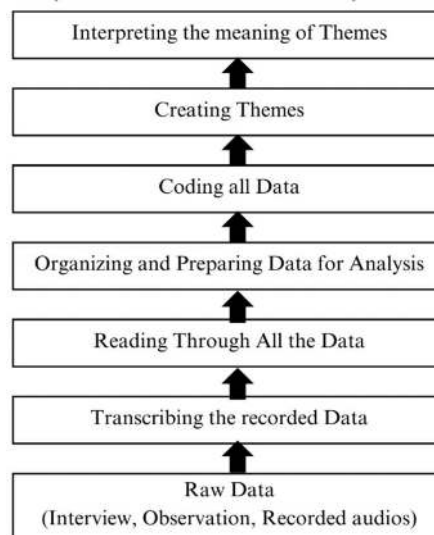 Interpreting the meaning of Themes
Creating Themes
Coding all Data
Organizing and Preparing Data for Analysis
Reading Through All the Data
Transcribing the recorded Data
Raw Data
(Interview, Observation, Recorded audios)